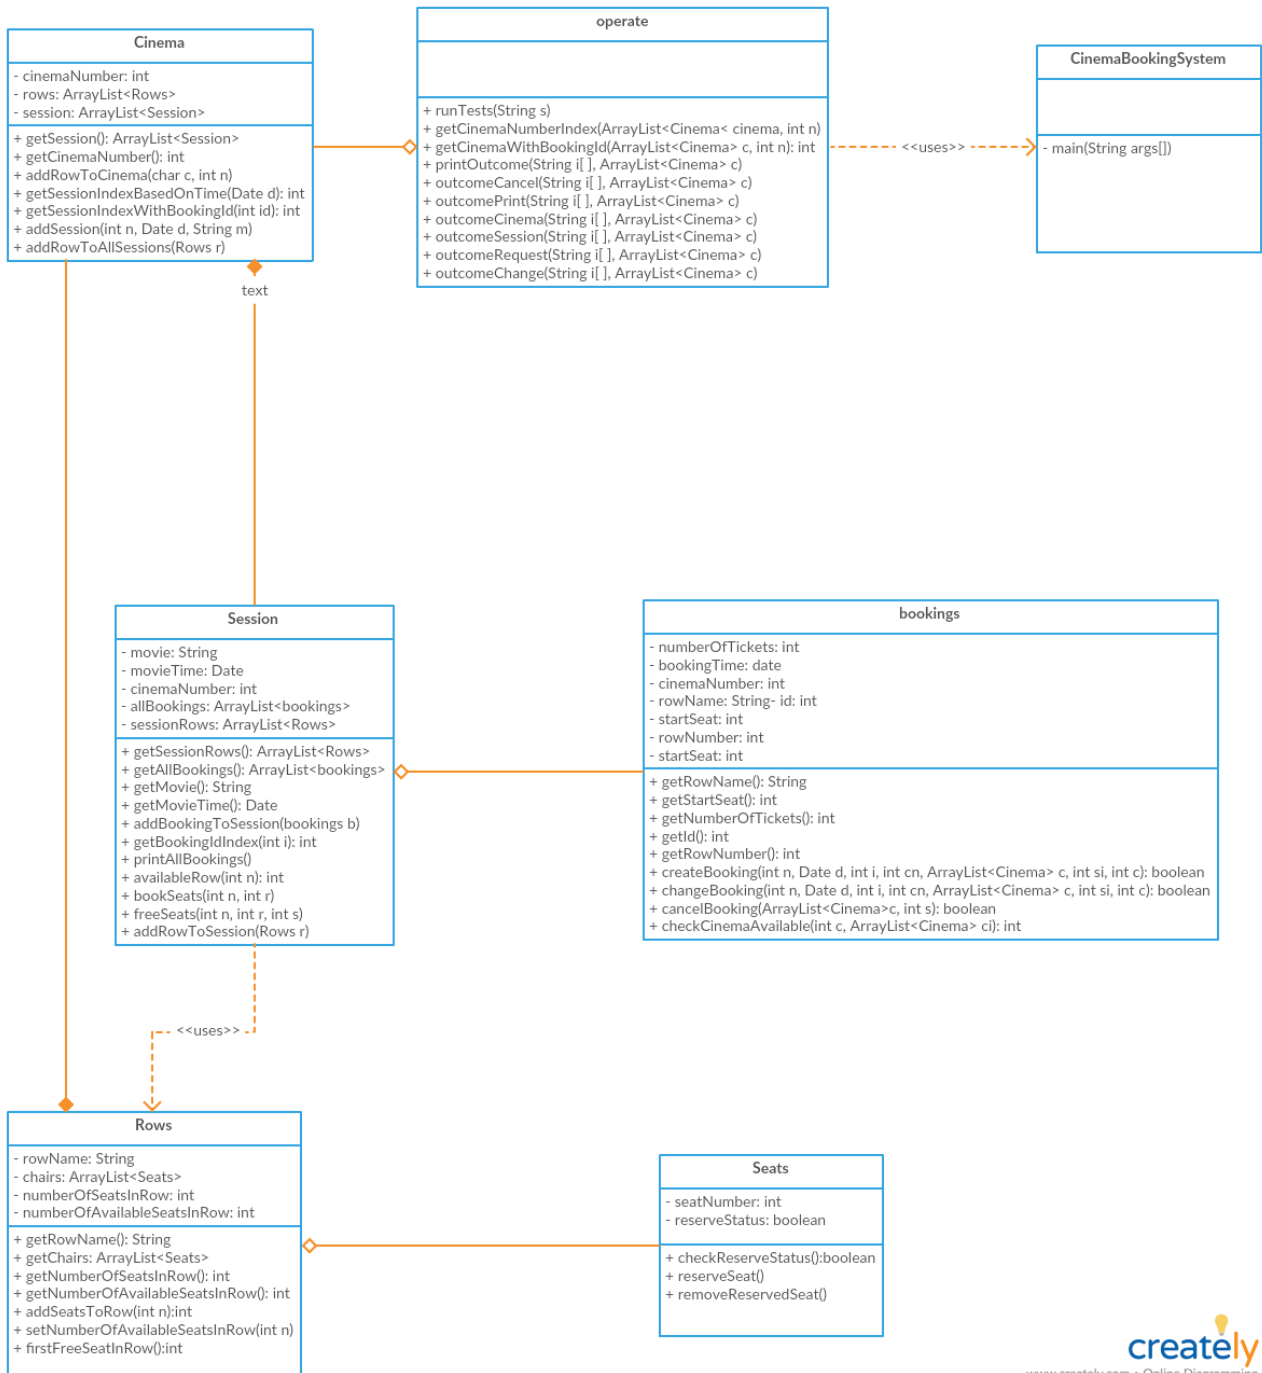 Cinema
- cinemaNumber: int
- rows: ArrayList<Rows>
- session: ArrayList<Session>
+ getSession(): ArrayList<Session>
+ getCinemaNumber(): int
+ addRowToCinema(char c, int n)
+ getSessionIndexBasedOnTime(Date d): int
+ getSessionIndexWithBookingId(int id): int
+ addSession(int n, Date d, String m)
+ addRowToAllSessions(Rows r)
operate
+ runTests(String s)
+ getCinemaNumberIndex(ArrayList<Cinema< cinema, int n)
+ getCinemaWithBookingId(ArrayList<Cinema> c, int n): int
+ printOutcome(String i[ ], ArrayList<Cinema> c)
+ outcomeCancel(String i[ ], ArrayList<Cinema> c)
+ outcomePrint(String i[ ], ArrayList<Cinema> c)
+ outcomeCinema(String i[ ], ArrayList<Cinema> c)
+ outcomeSession(String i[ ], ArrayList<Cinema> c)
+ outcomeRequest(String i[ ], ArrayList<Cinema> c)
+ outcomeChange(String i[ ], ArrayList<Cinema> c)
<<uses>>
CinemaBookingSystem
- main(String args[])
text
Session
- movie: String
- movieTime: Date
- cinemaNumber: int
- allBookings: ArrayList<bookings>
- sessionRows: ArrayList<Rows>
+ getSessionRows(): ArrayList<Rows>
+ getAllBookings(): ArrayList<bookings>
+ getMovie(): String
+ getMovieTime(): Date
+ addBookingToSession(bookings b)
+ getBookingIdIndex(int i): int
+ printAllBookings()
+ availableRow(int n): int
+ bookSeats(int n, int r)
+ freeSeats(int n, int r, int s)
+ addRowToSession(Rows r)
bookings
- numberOfTickets: int
- bookingTime: date
- cinemaNumber: int
- rowName: String- id: int
- startSeat: int
- rowNumber: int
- startSeat: int
+ getRowName(): String
+ getStartSeat(): int
+ getNumberOfTickets(): int
+ getId(): int
+ getRowNumber(): int
+ createBooking(int n, Date d, int i, int cn, ArrayList<Cinema> c, int si, int c): boolean
+ changeBooking(int n, Date d, int i, int cn, ArrayList<Cinema> c, int si, int c): boolean
+ cancelBooking(ArrayList<Cinema>c, int s): boolean
+ checkCinemaAvailable(int c, ArrayList<Cinema> ci): int
<<uses>>
Rows
- rowName: String
- chairs: ArrayList<Seats>
- numberOfSeatsInRow: int
- numberOfAvailableSeatsInRow: int
+ getRowName(): String
+ getChairs: ArrayList<Seats>
+ getNumberOfSeatsInRow(): int
+ getNumberOfAvailableSeatsInRow(): int
+ addSeatsToRow(int n):int
+ setNumberOfAvailableSeatsInRow(int n)
+ firstFreeSeatInRow():int
Seats
- seatNumber: int
- reserveStatus: boolean
+ checkReserveStatus():boolean
+ reserveSeat()
+ removeReservedSeat()
creately
www.creately.com • Online Diagramming